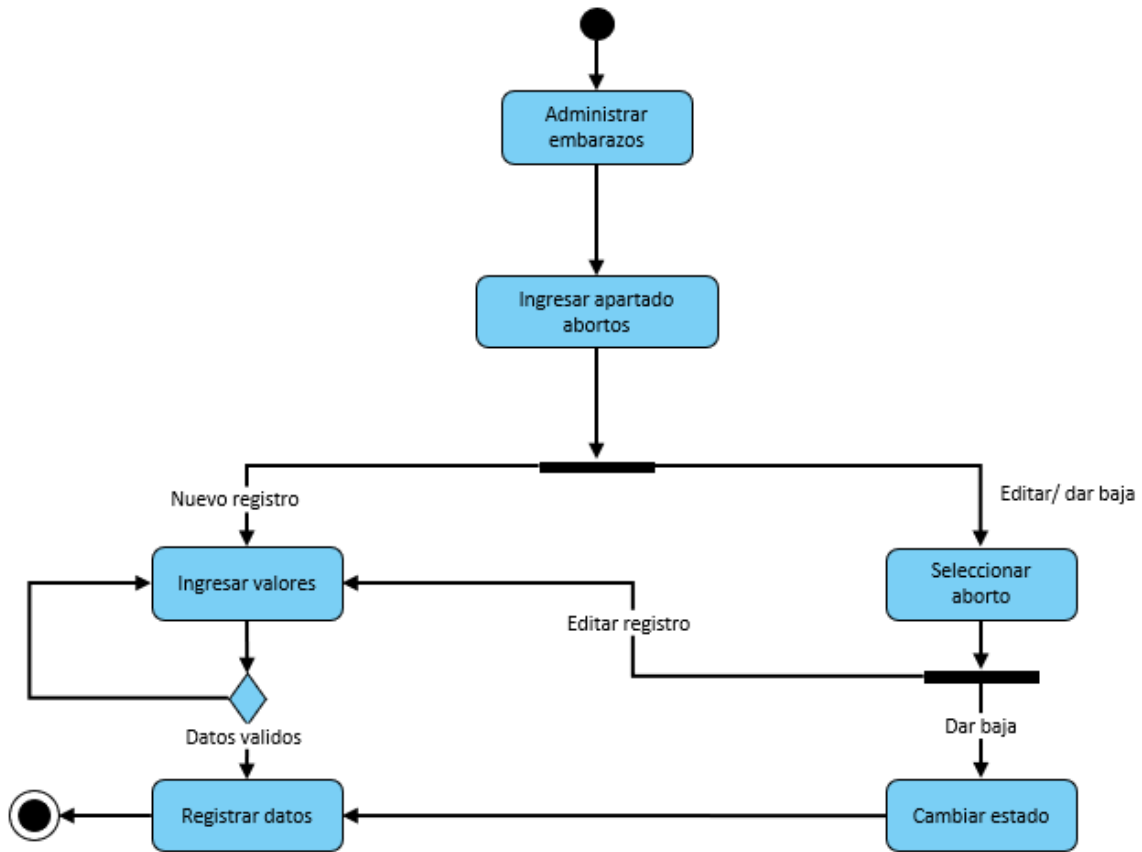 Administrar
embarazos
Ingresar apartado
abortos
Nuevo registro
Editar/ dar baja
Ingresar valores
Seleccionar
aborto
Editar registro
Datos validos
Dar baja
Registrar datos
Cambiar estado